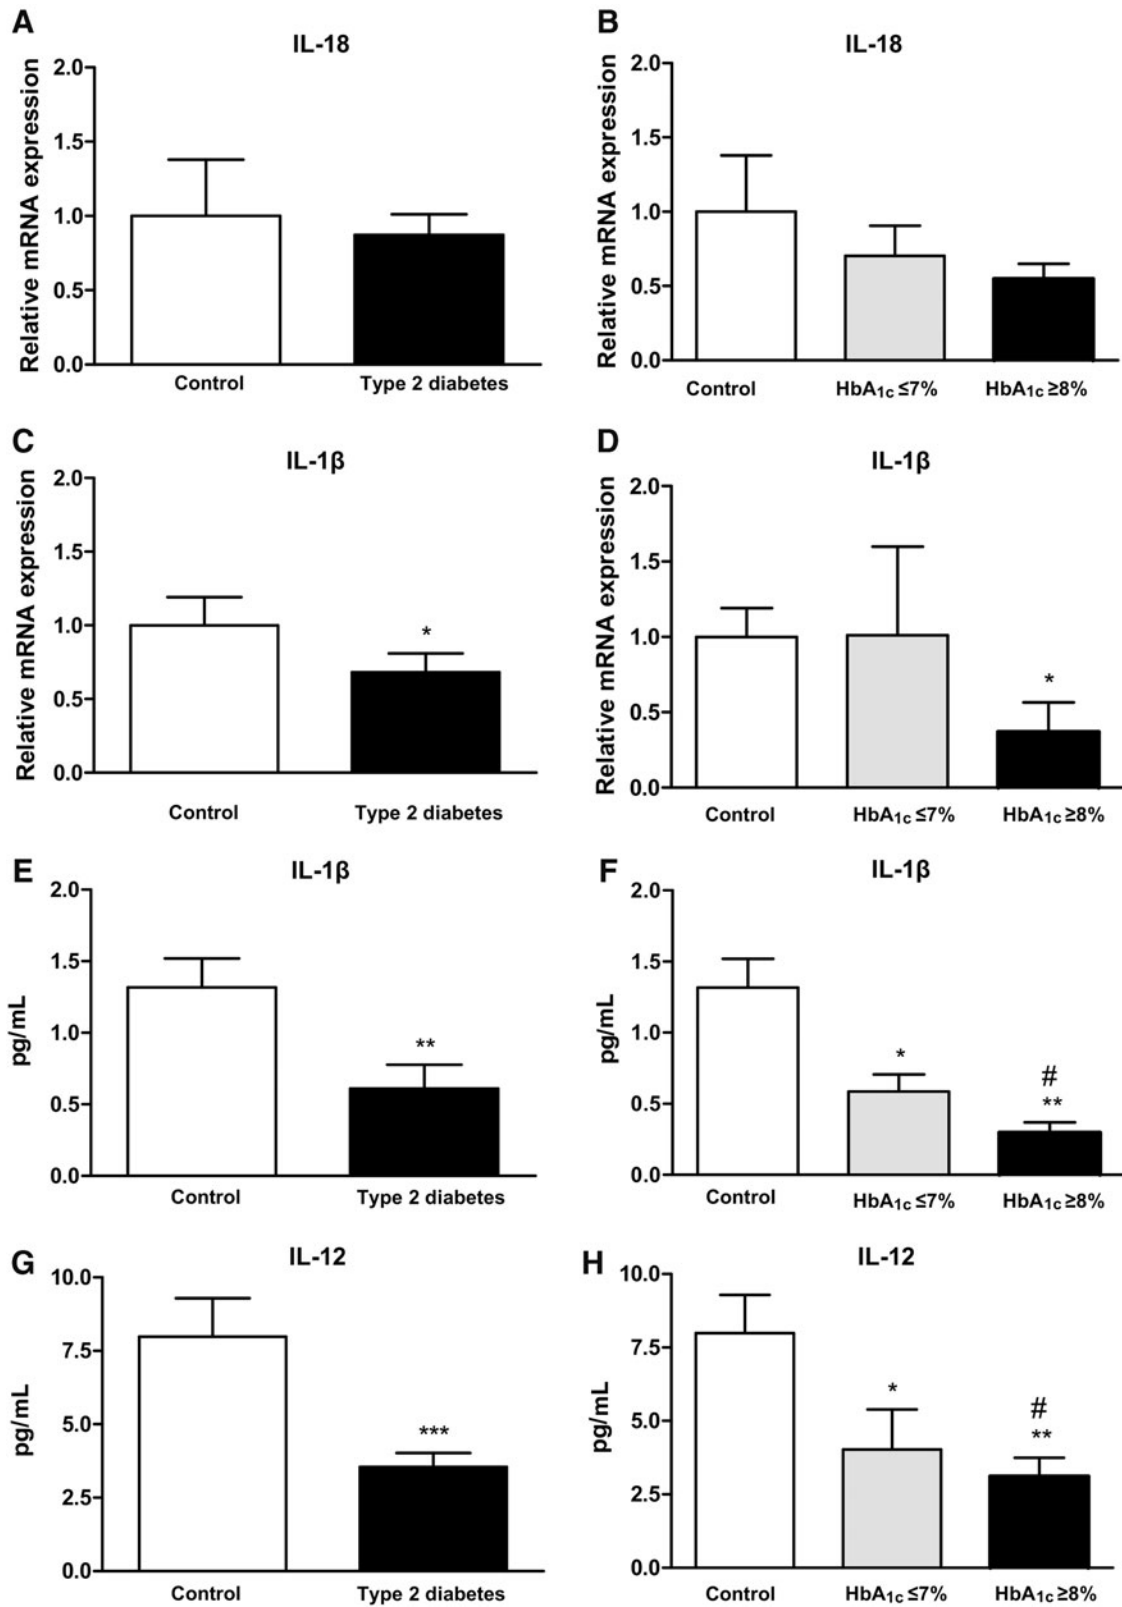 A
IL-18
Relative mRNA expression
2.0
1.5
1.0
0.5
0.0
Control
Type 2 diabetes
B
IL-18
Relative mRNA expression
2.0
1.5
1.0
0.5
0.0
Control
HbA1c ≤7%
HbA1c ≥8%
C
IL-1β
Relative mRNA expression
2.0
1.5
1.0
0.5
0.0
*
Control
Type 2 diabetes
D
IL-1β
Relative mRNA expression
2.0
1.5
1.0
0.5
0.0
*
Control
HbA1c ≤7%
HbA1c ≥8%
E
IL-1β
pg/mL
2.0
1.5
1.0
0.5
0.0
**
Control
Type 2 diabetes
F
IL-1β
pg/mL
2.0
1.5
1.0
0.5
0.0
*
#
**
Control
HbA1c ≤7%
HbA1c ≥8%
G
IL-12
pg/mL
10.0
7.5
5.0
2.5
0.0
***
Control
Type 2 diabetes
H
IL-12
pg/mL
10.0
7.5
5.0
2.5
0.0
*
#
**
Control
HbA1c ≤7%
HbA1c ≥8%